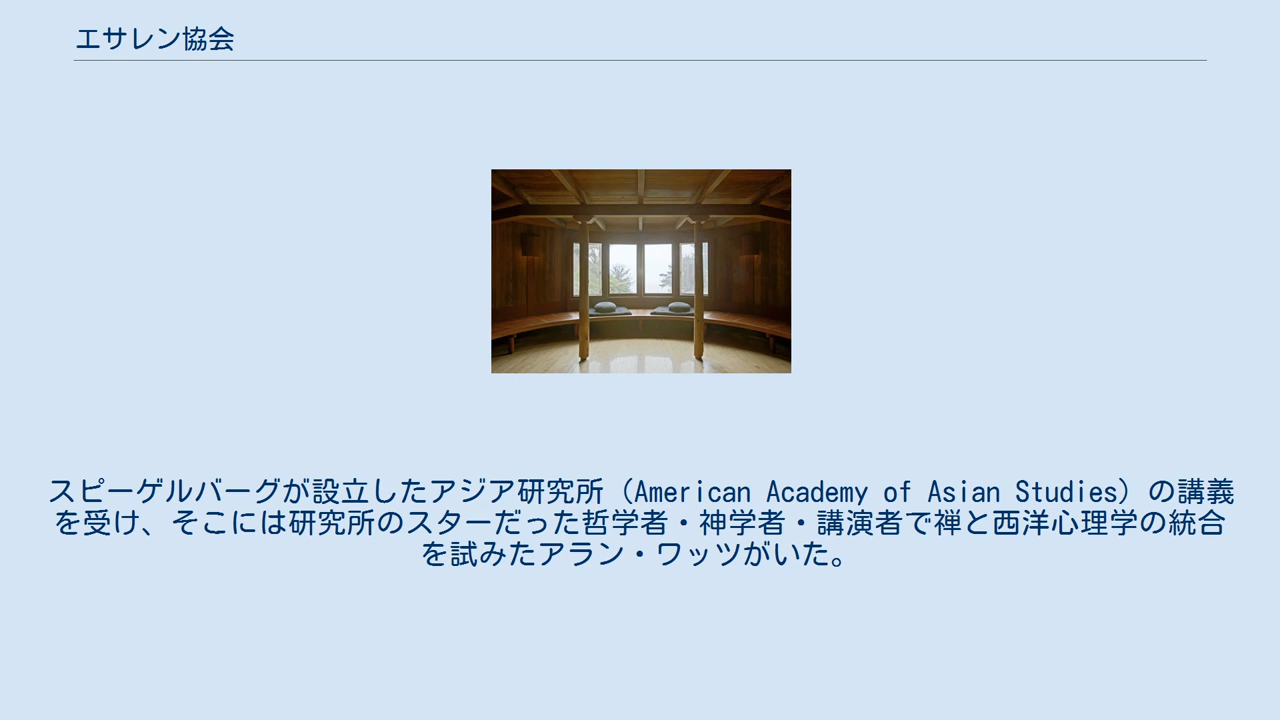 エサレン協会
スピーゲルバーグが設立したアジア研究所（American Academy of Asian Studies）の講義
を受け、そこには研究所のスターだった哲学者・神学者・講演者で禅と西洋心理学の統合
を試みたアラン・ワッツがいた。